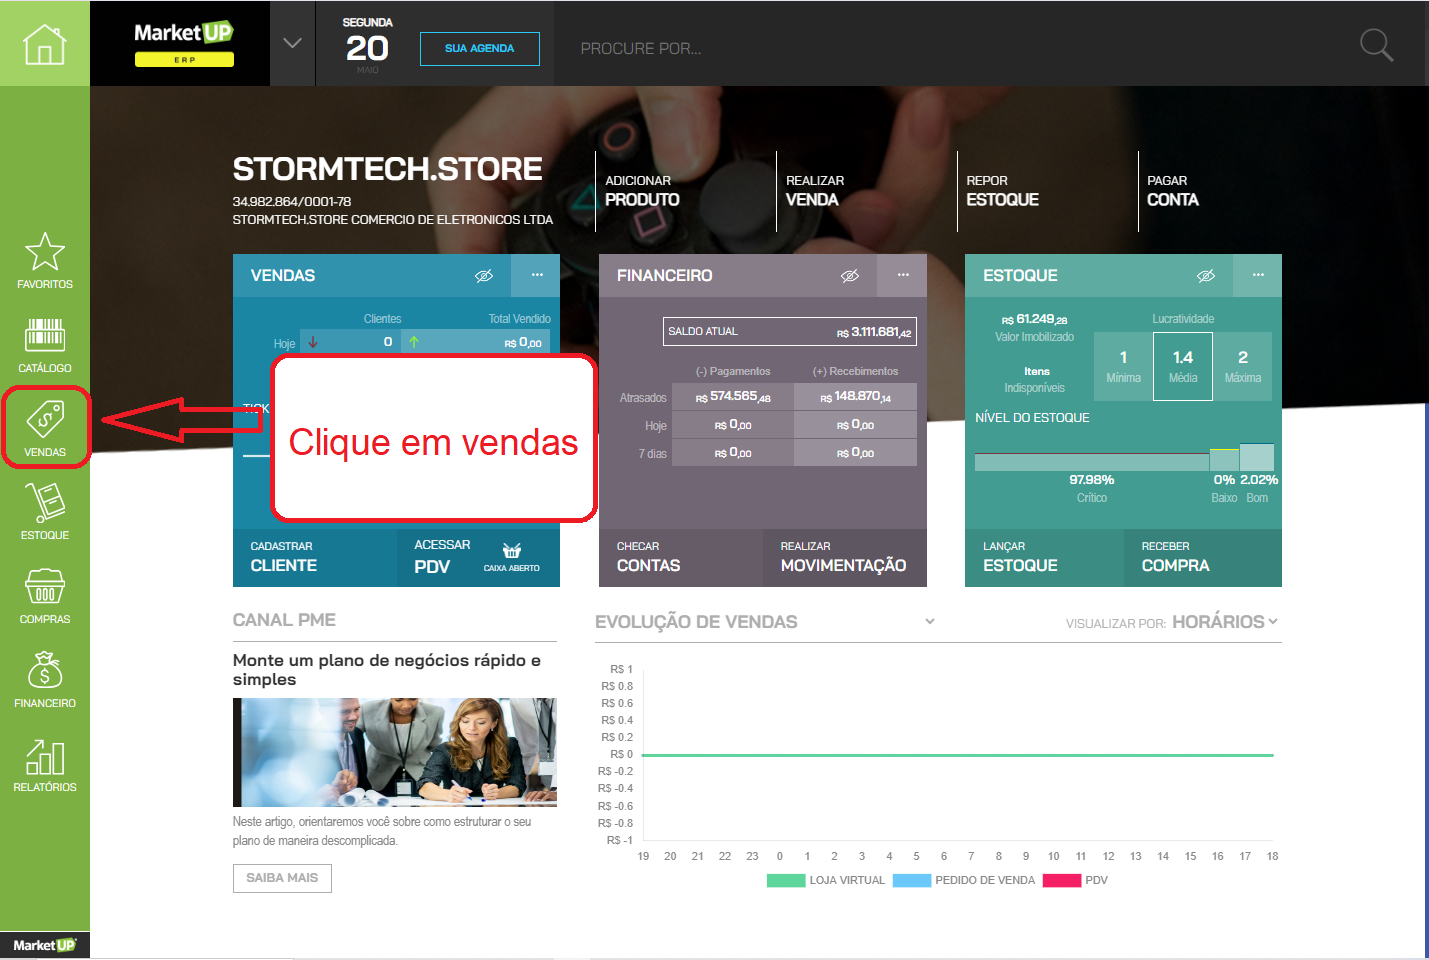 MarketUP
ERP
SEGUNDA
20
MAIO
SUA AGENDA
PROCURE POR...
STORMTECH.STORE
34.982.864/0001-78
STORMTECH,STORE COMERCIO DE ELETRONICOS LTDA
ADICIONAR
PRODUTO
REALIZAR
VENDA
REPOR
ESTOQUE
PAGAR
CONTA
FAVORITOS
CATÁLOGO
VENDAS
ESTOQUE
COMPRAS
FINANCEIRO
RELATÓRIOS
MarketUP
VENDAS
...
Clientes Total Vendido
Hoje 0 R$ 0,00
TICK
Clique em vendas
CADASTRAR
CLIENTE
ACESSAR
PDV
CAIXA ABERTO
FINANCEIRO
...
SALDO ATUAL R$ 3.111.681,42
(-) Pagamentos (+) Recebimentos
Atrasados R$ 574.565,48 R$ 148.870,14
Hoje R$ 0,00 R$ 0,00
7 dias R$ 0,00 R$ 0,00
CHECAR
CONTAS
REALIZAR
MOVIMENTAÇÃO
ESTOQUE
...
R$ 61.249,28
Valor Imobilizado
Itens
Indisponíveis
Lucratividade
1 1.4 2
Mínima Média Máxima
NÍVEL DO ESTOQUE
97.98% 0% 2.02%
Crítico Baixo Bom
LANÇAR
ESTOQUE
RECEBER
COMPRA
CANAL PME
Monte um plano de negócios rápido e
simples
Neste artigo, orientaremos você sobre como estruturar o seu
plano de maneira descomplicada.
SAIBA MAIS
EVOLUÇÃO DE VENDAS
VISUALIZAR POR: HORÁRIOS
R$ 1
R$ 0.8
R$ 0.6
R$ 0.4
R$ 0.2
R$ 0
R$ -0.2
R$ -0.4
R$ -0.6
R$ -0.8
R$ -1
19 20 21 22 23 0 1 2 3 4 5 6 7 8 9 10 11 12 13 14 15 16 17 18
LOJA VIRTUAL PEDIDO DE VENDA PDV